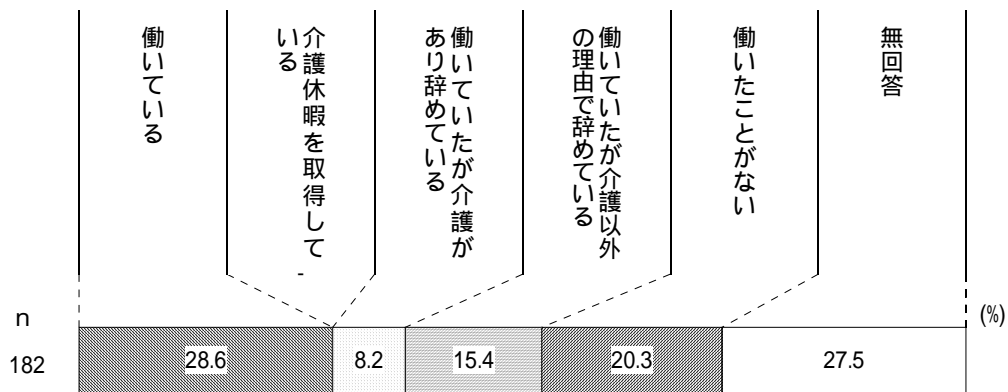 働いている
介護休暇を取得して
いる
働いていたが介護が
あり辞めている
働いていたが介護以外
の理由で辞めている
働いたことがない
無回答
-
n
(%)
182
28.6
8.2
15.4
20.3
27.5